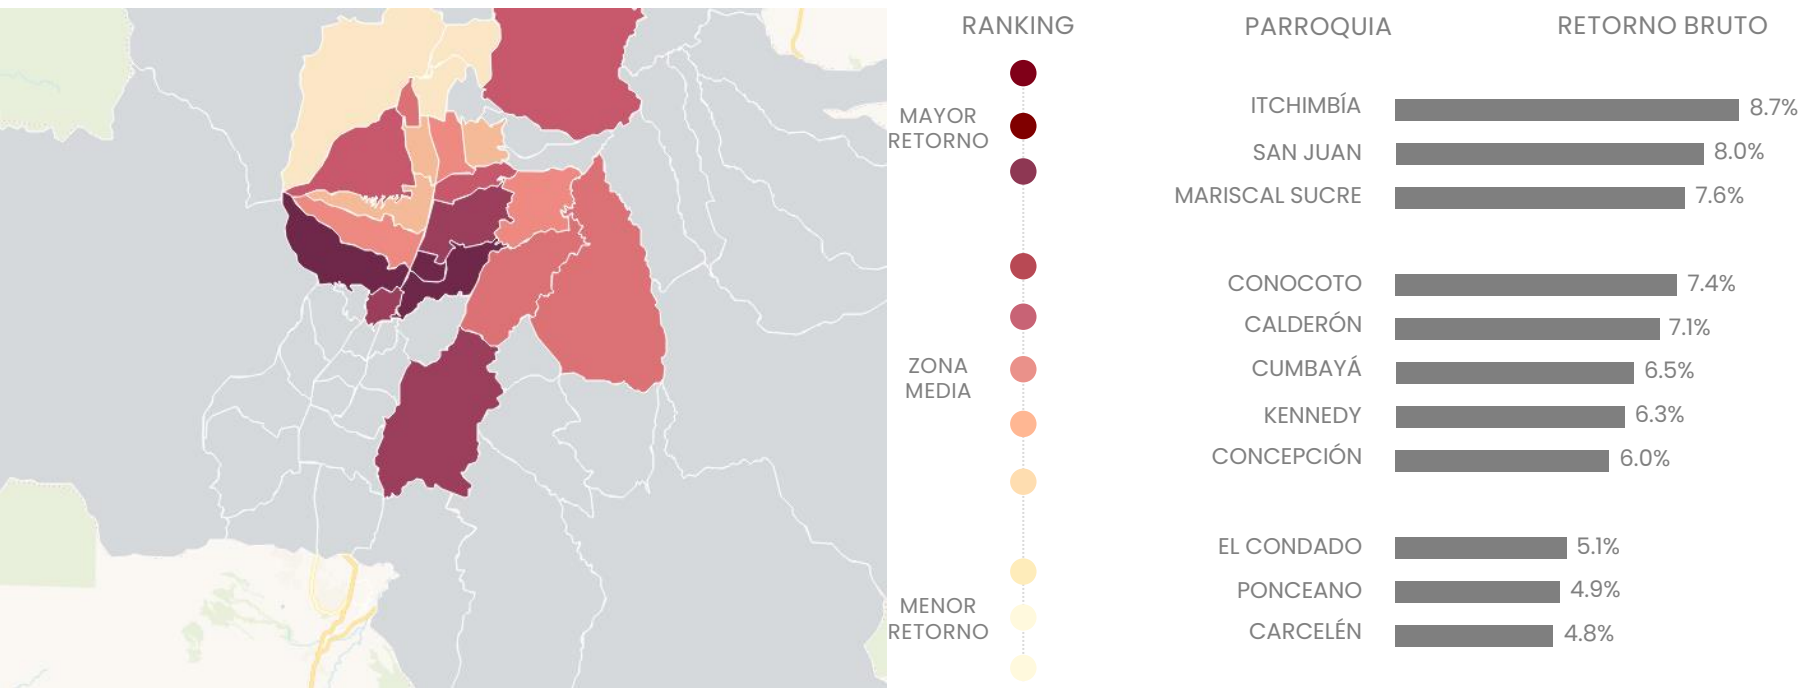 RANKING PARROQUIA RETORNO BRUTO
MAYOR
RETORNO
ITCHIMBÍA 8.7%
SAN JUAN 8.0%
MARISCAL SUCRE 7.6%
ZONA
MEDIA
CONOCOTO 7.4%
CALDERÓN 7.1%
CUMBAYÁ 6.5%
KENNEDY 6.3%
CONCEPCIÓN 6.0%
MENOR
RETORNO
EL CONDADO 5.1%
PONCEANO 4.9%
CARCELÉN 4.8%